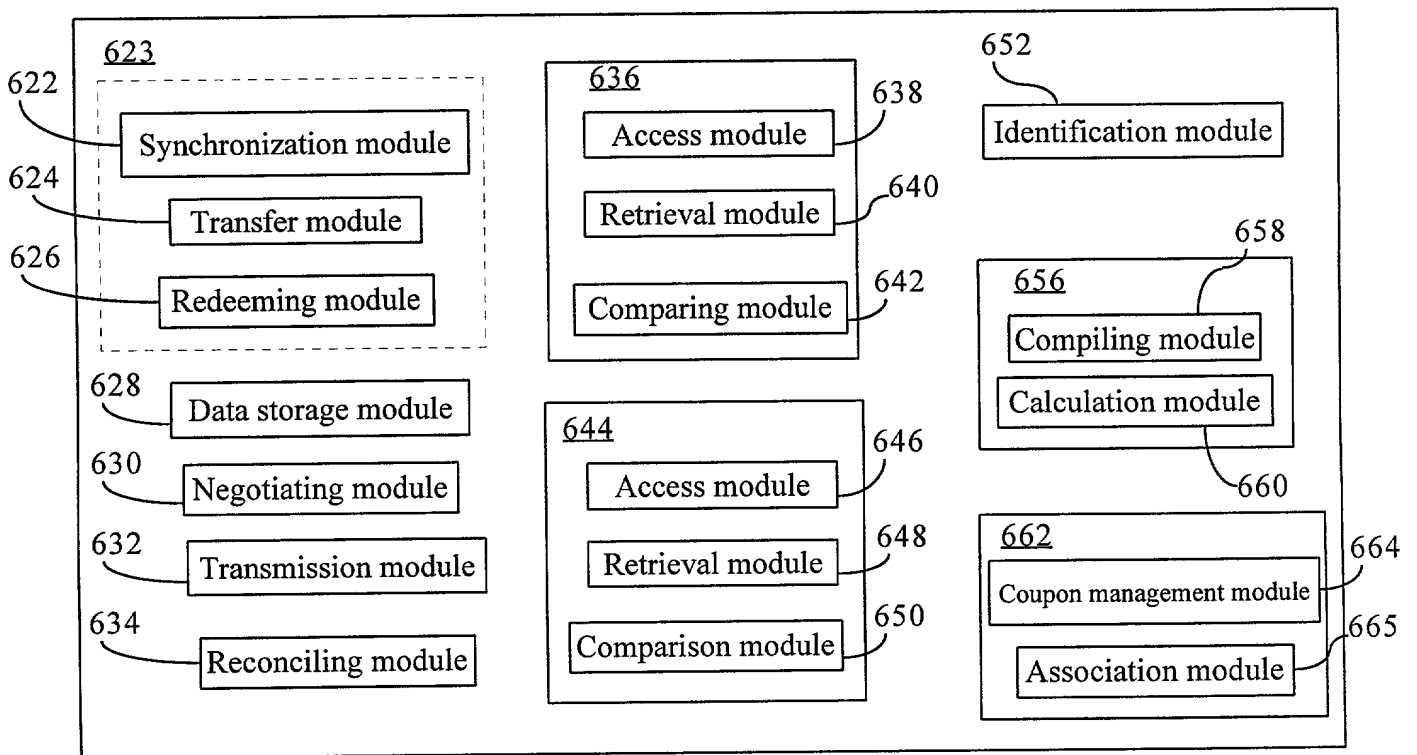 623
622
Synchronization module
624
Transfer module
626
Redeeming module
628
Data storage module
630
Negotiating module
632
Transmission module
634
Reconciling module
636
638
Access module
640
Retrieval module
642
Comparing module
644
646
Access module
648
Retrieval module
650
Comparison module
652
Identification module
658
656
Compiling module
Calculation module
660
662
664
Coupon management module
665
Association module